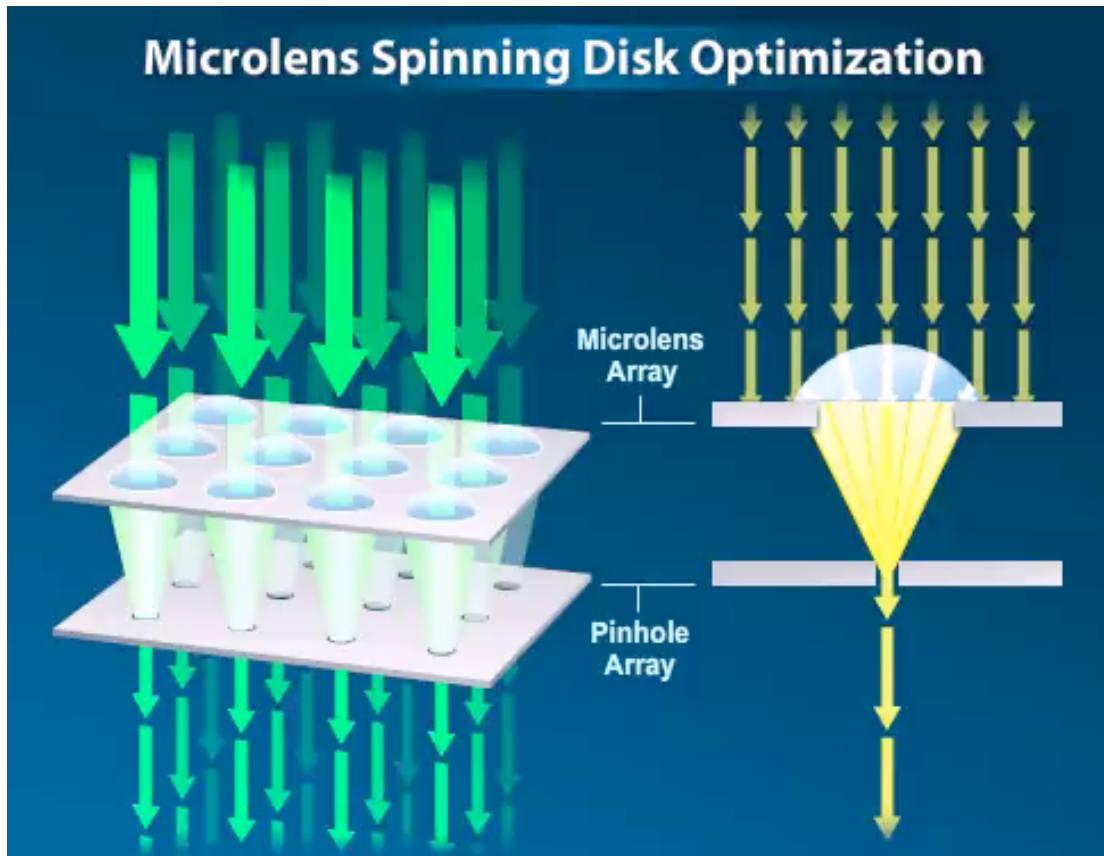 Microlens Spinning Disk Optimization
Microlens
Array
Pinhole
Array